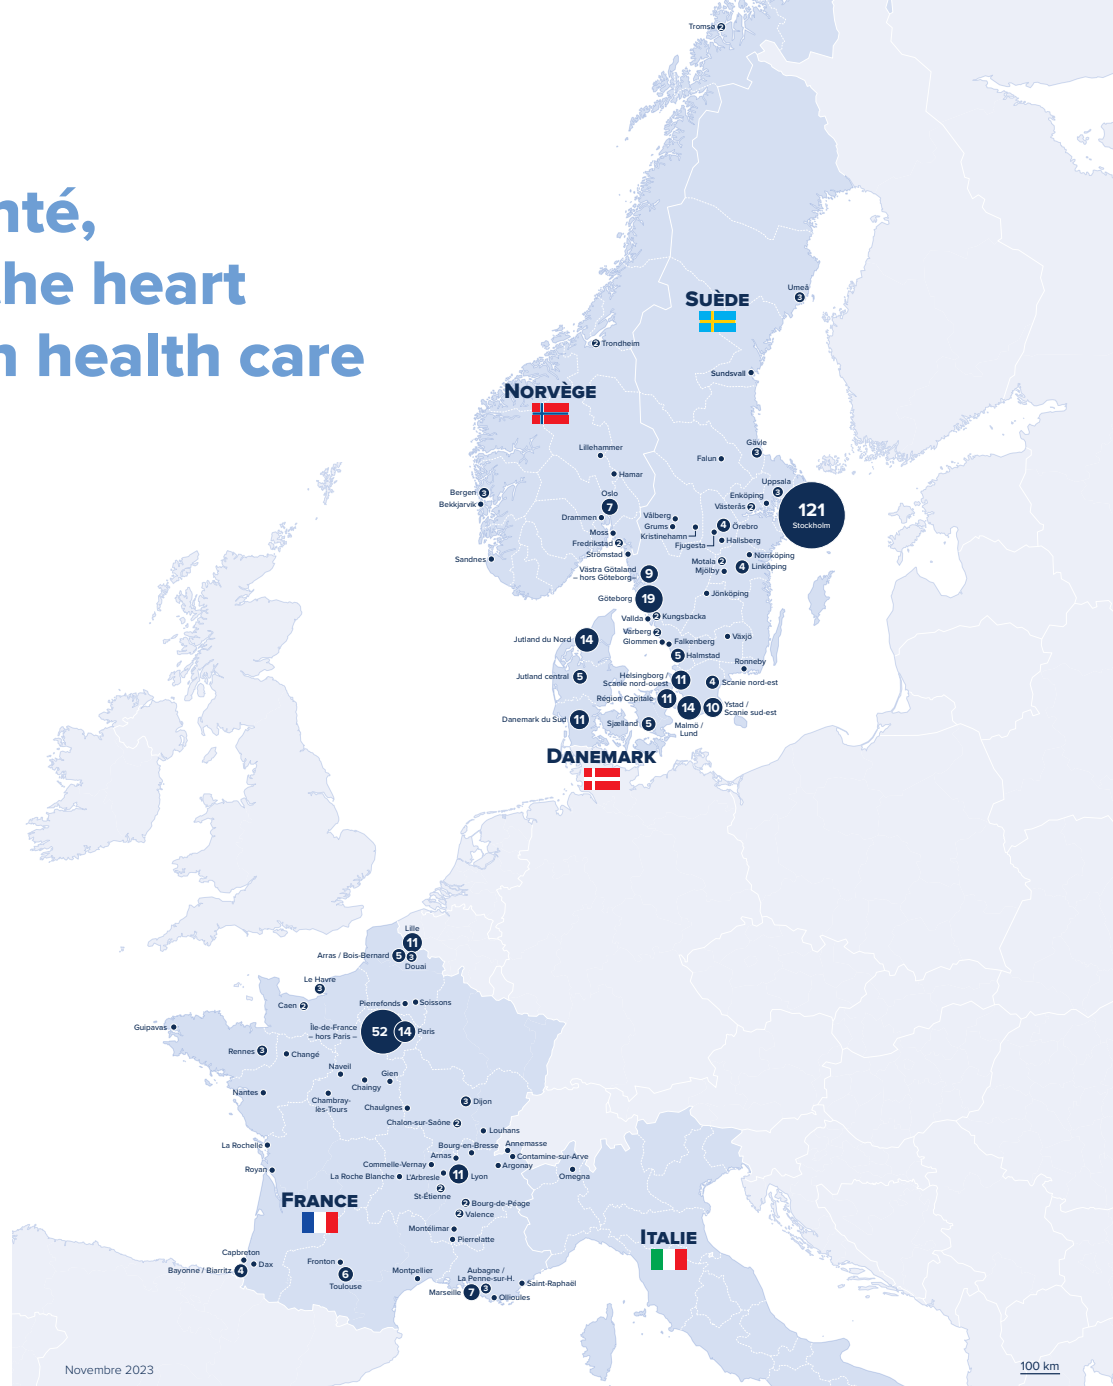 Tromsø 2
nté,
the heart
n health care
Umeå
3
SUÈDE
2 Trondheim
Sundsvall
NORVÈGE
Gävle
3
Lillehammer
Falun
Hamar
Uppsala
3
Bergen 3
Oslo
7
Enköping
Bekkjarvik
Västerås 2
121
Stockholm
Drammen
Vålberg
Grums
4 Örebro
Moss
Kristinehamn
Fredrikstad 2
Fjugesta
Hallsberg
Strömstad
Norrköping
Sandnes
Motala 2
4 Linköping
Västra Götaland
– hors Göteborg–
9
Mjölby
Göteborg 19
Jönköping
Vallda
2 Kungsbacka
Varberg 2
Växjö
Jutland du Nord 14
Glommen
Falkenberg
5 Halmstad
Ronneby
Jutland central 5
Helsingborg /
Scanie nord-ouest
11
4 Scanie nord-est
Région Capitale 11
14
Malmö /
Lund
10
Ystad /
Scanie sud-est
Danemark du Sud 11
Sjælland 5
DANEMARK
Lille
11
Arras / Bois-Bernard 5
3
Douai
Le Havre
3
Caen 2
Pierrefonds
Soissons
Guipavas
Île-de-France
– hors Paris –
52
14 Paris
Rennes 3
Changé
Naveil
Gien
Chaingy
Nantes
Chambray-
lès-Tours
Chaulgnes
3 Dijon
Chalon-sur-Saône 2
Louhans
La Rochelle
Bourg-en-Bresse
Annemasse
Arnas
Contamine-sur-Arve
Royan
Commelle-Vernay
Argonay
La Roche Blanche
L'Arbresle
11 Lyon
Omegna
2
St-Étienne
FRANCE
2 Bourg-de-Péage
2 Valence
Montélimar
Pierrelatte
ITALIE
Capbreton
Dax
Bayonne / Biarritz 4
Fronton
6
Toulouse
Montpellier
Aubagne /
La Penne-sur-H.
3
Saint-Raphaël
Marseille 7
Ollioules
Novembre 2023
100 km